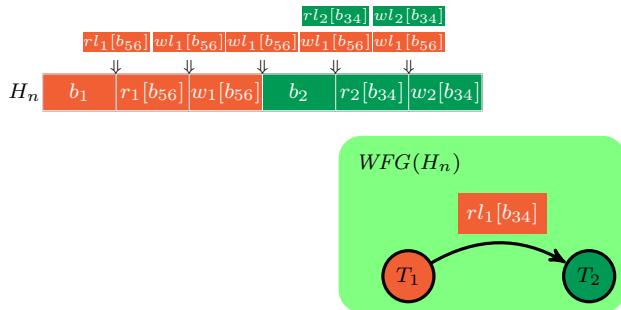 rl₂[b₃₄] wl₂[b₃₄]
rl₁[b₅₆] wl₁[b₅₆] wl₁[b₅₆] wl₁[b₅₆] wl₁[b₅₆]
⇓ ⇓ ⇓ ⇓ ⇓
Hₙ b₁ r₁[b₅₆] w₁[b₅₆] b₂ r₂[b₃₄] w₂[b₃₄]
WFG(Hₙ)
rl₁[b₃₄]
T₁ T₂